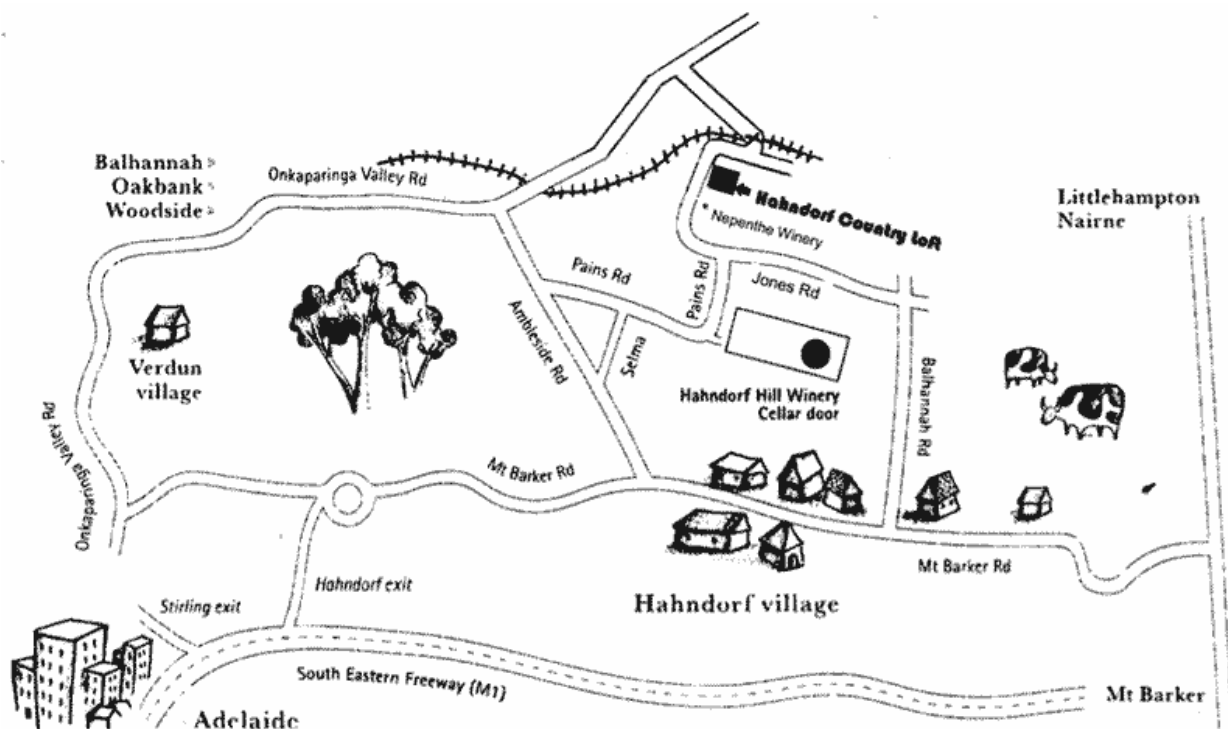 Balhannah
Oakbank
Woodside
Onkaparinga Valley Rd
Littlehampton
Nairne
Hahndorf Country LoR
* Nepenthe Winery
Pains Rd
Pains Rd
Jones Rd
Ambleside Rd
Selma
Verdun
village
Hahndorf Hill Winery
Cellar door
Balhannah Rd
Onkaparinga Valley Rd
Mt Barker Rd
Mt Barker Rd
Hahndorf exit
Stirling exit
Hahndorf village
South Eastern Freeway (M1)
Mt Barker
Adelaide